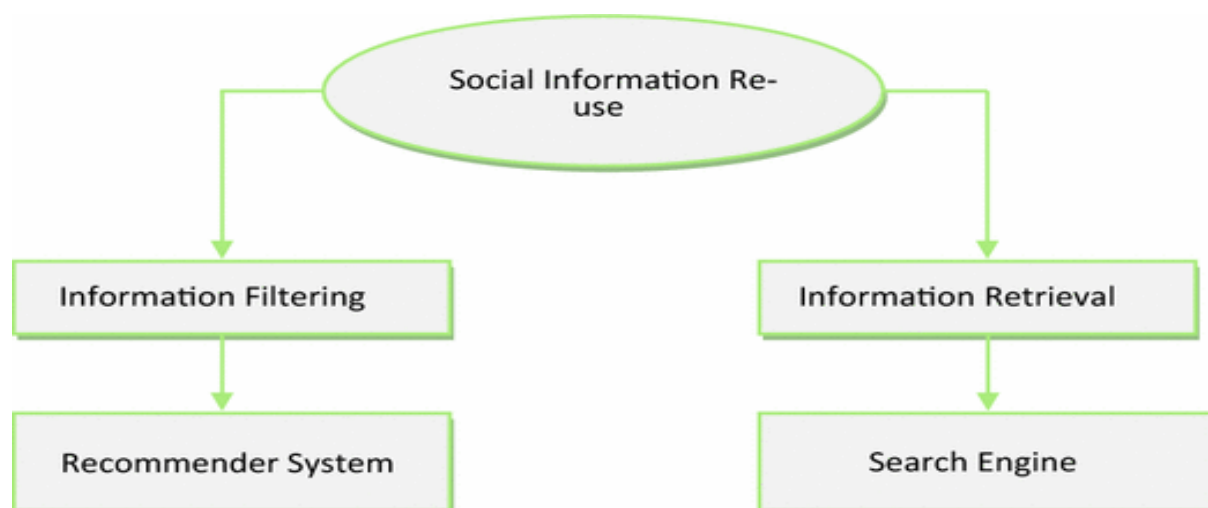 Social Information Re-
use
Information Filtering
Information Retrieval
Recommender System
Search Engine